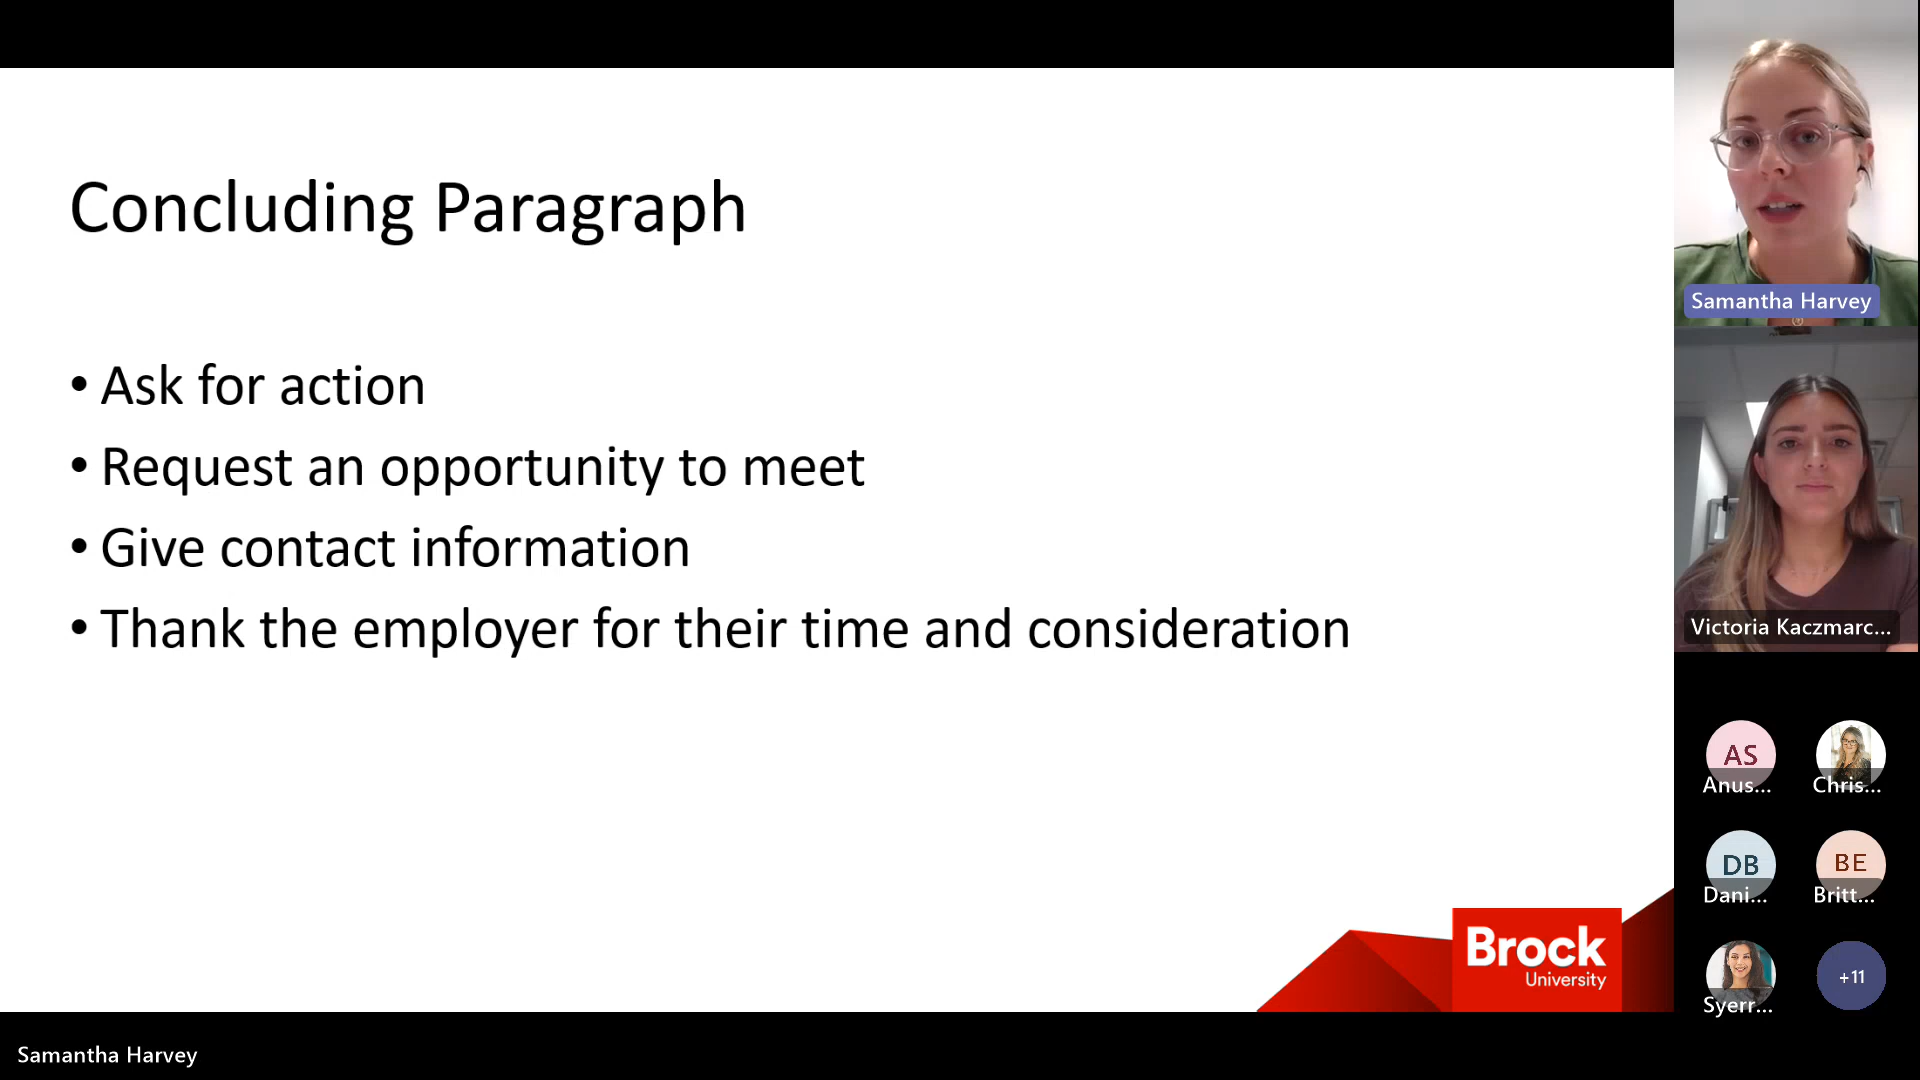 Concluding Paragraph
• Ask for action
• Request an opportunity to meet
• Give contact information
• Thank the employer for their time and consideration
Brock
University
Samantha Harvey
Samantha Harvey
Victoria Kaczmarc...
AS
Anus...
Chris...
DB
Dani...
BE
Britt...
Syerr...
+11